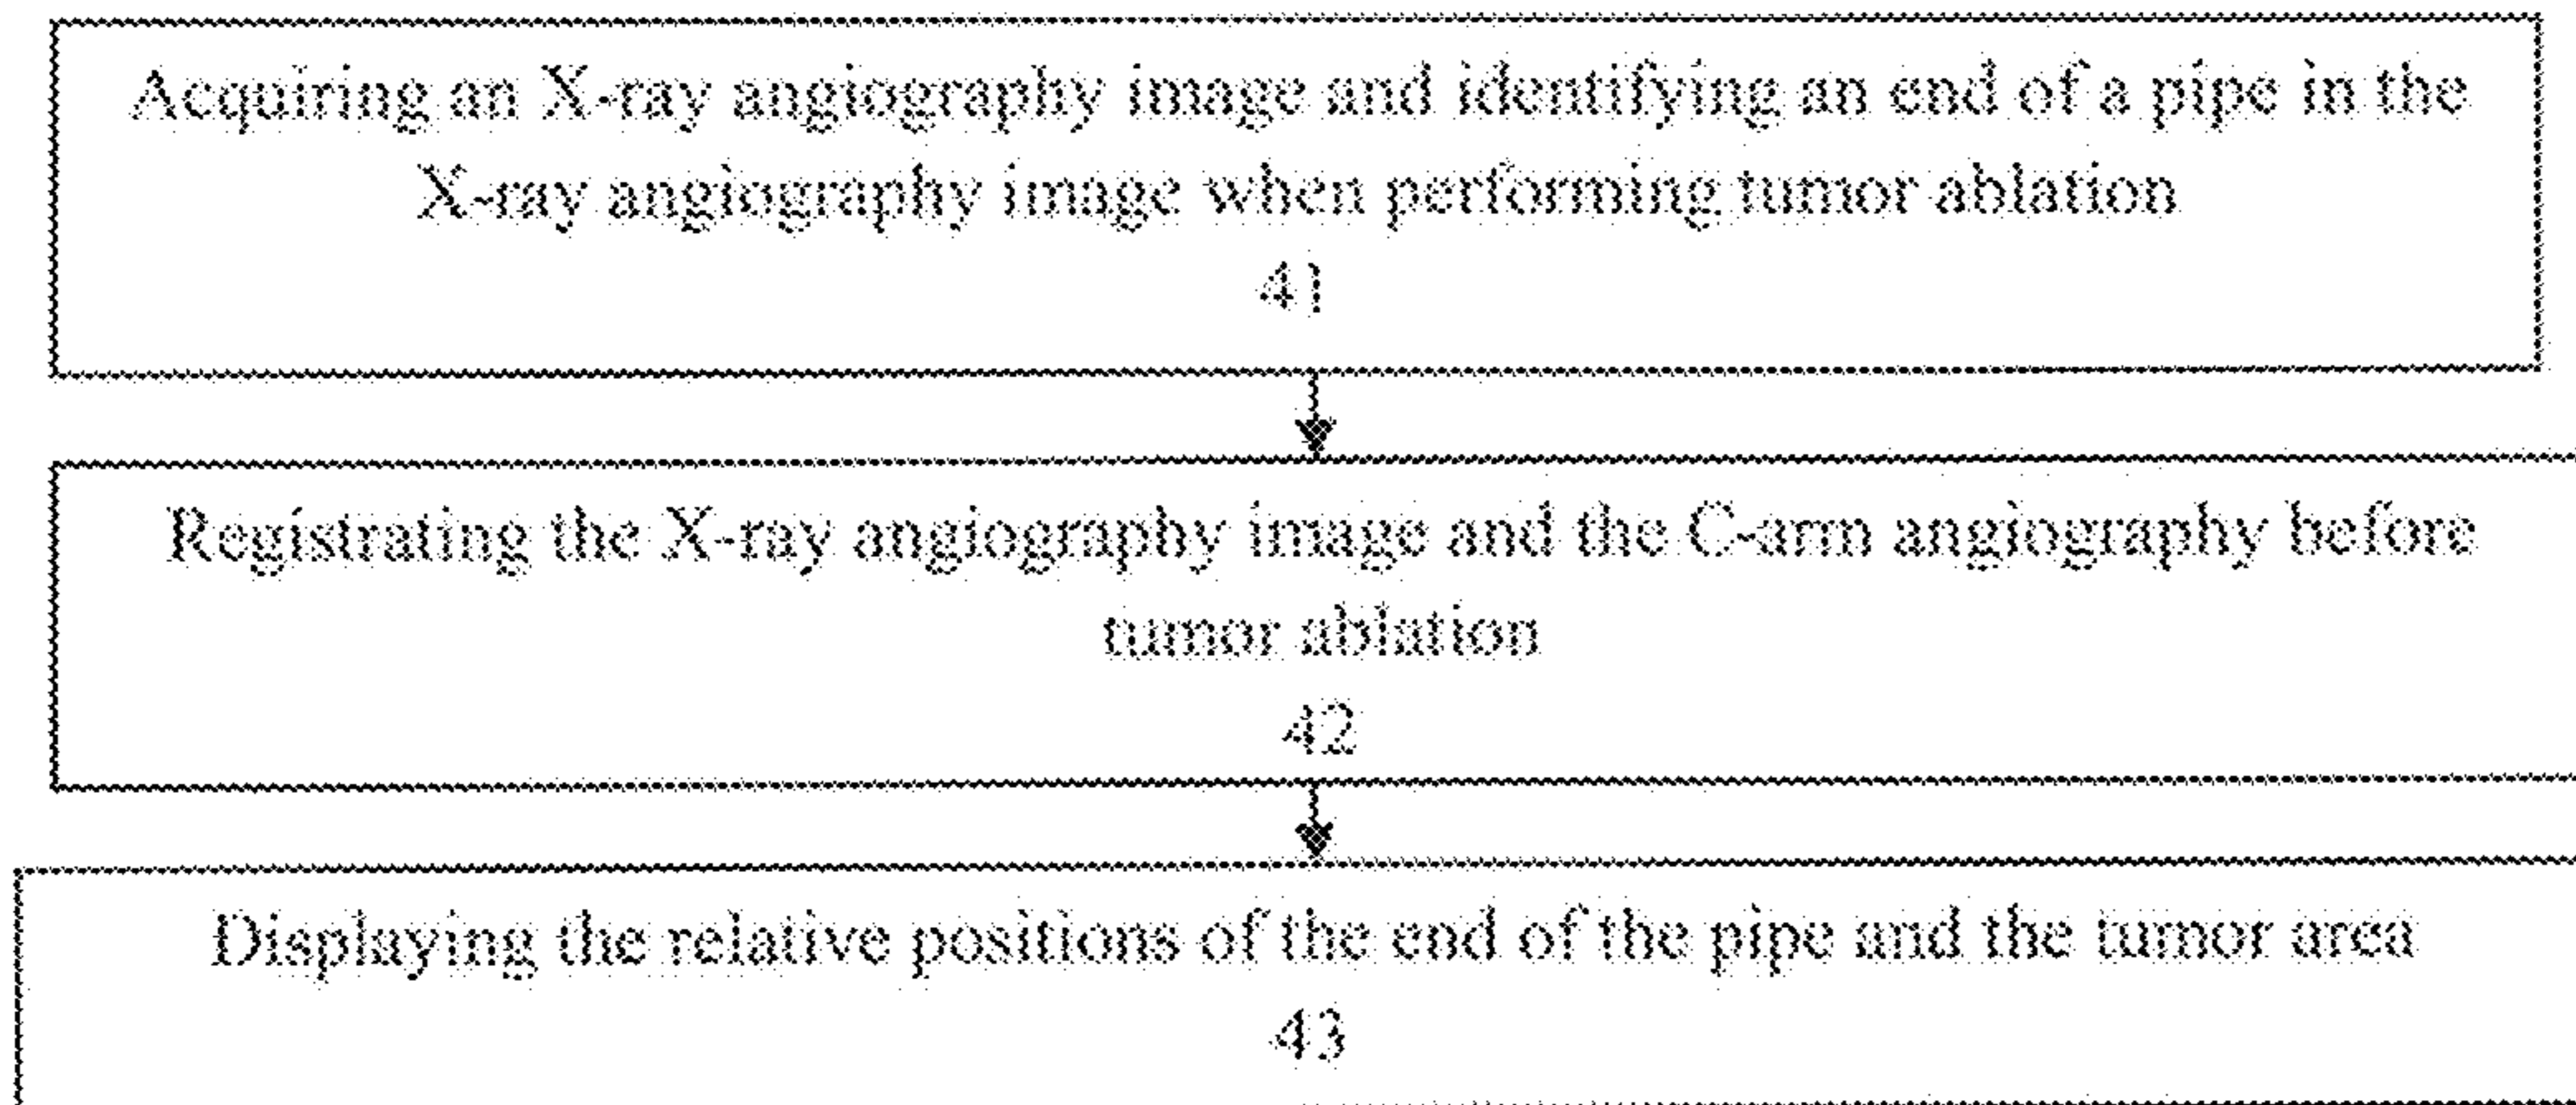 Acquiring an X-ray angiography image and identifying an end of a pipe in the
X-ray angiography image when performing tumor ablation
41
Registrating the X-ray angiography image and the C-arm angiography before
tumor ablation
42
Displaying the relative positions of the end of the pipe and the tumor area
43